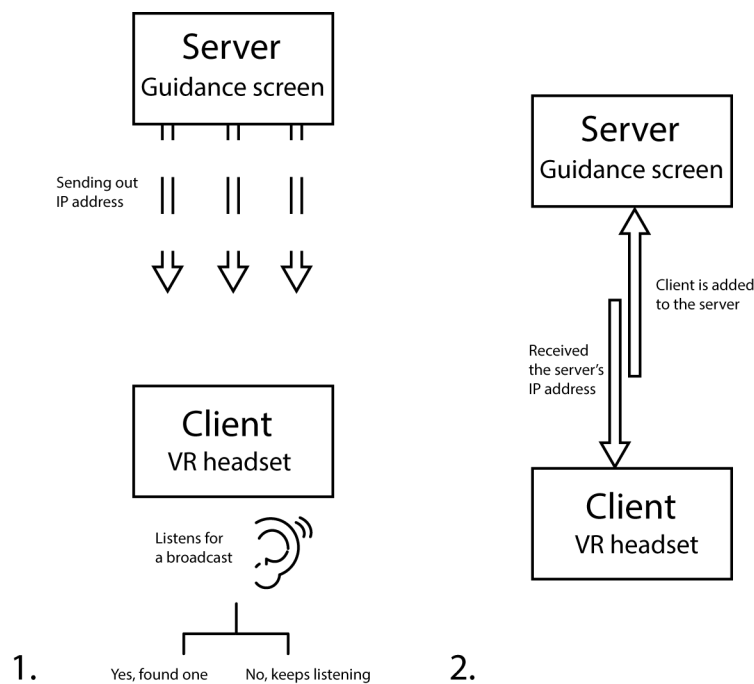 Server
Guidance screen
Sending out
IP address
Client
VR headset
Listens for
a broadcast
Yes, found one
No, keeps listening
1.
Server
Guidance screen
Client is added
to the server
Received
the server's
IP address
Client
VR headset
2.